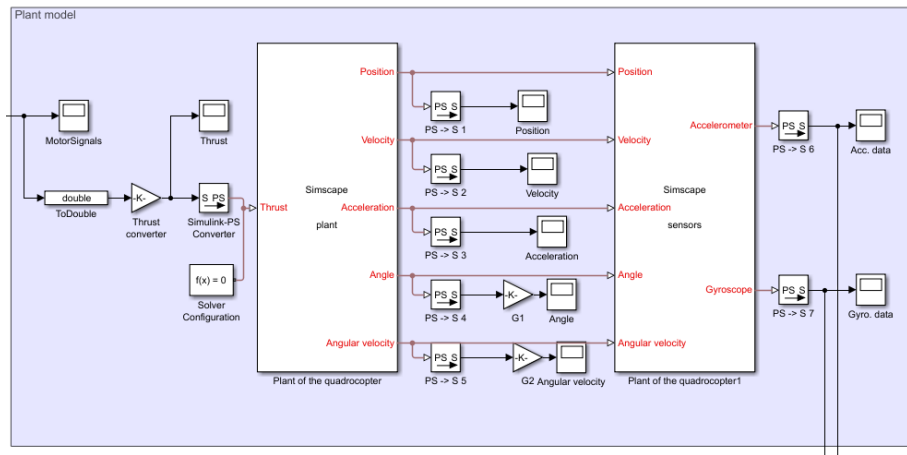 Plant model
MotorSignals
double
ToDouble
-K-
Thrust
converter
Thrust
S PS
Simulink-PS
Converter
f(x) = 0
Solver
Configuration
Thrust
Simscape
plant
Position
Velocity
Acceleration
Angle
Angular velocity
Plant of the quadrocopter
PS S
PS -> S 1
Position
PS S
PS -> S 2
Velocity
PS S
PS -> S 3
Acceleration
PS S
PS -> S 4
-K-
G1
Angle
PS S
PS -> S 5
-K-
G2
Angular velocity
Position
Velocity
Acceleration
Angle
Angular velocity
Simscape
sensors
Accelerometer
Gyroscope
Plant of the quadrocopter1
PS S
PS -> S 6
Acc. data
PS S
PS -> S 7
Gyro. data